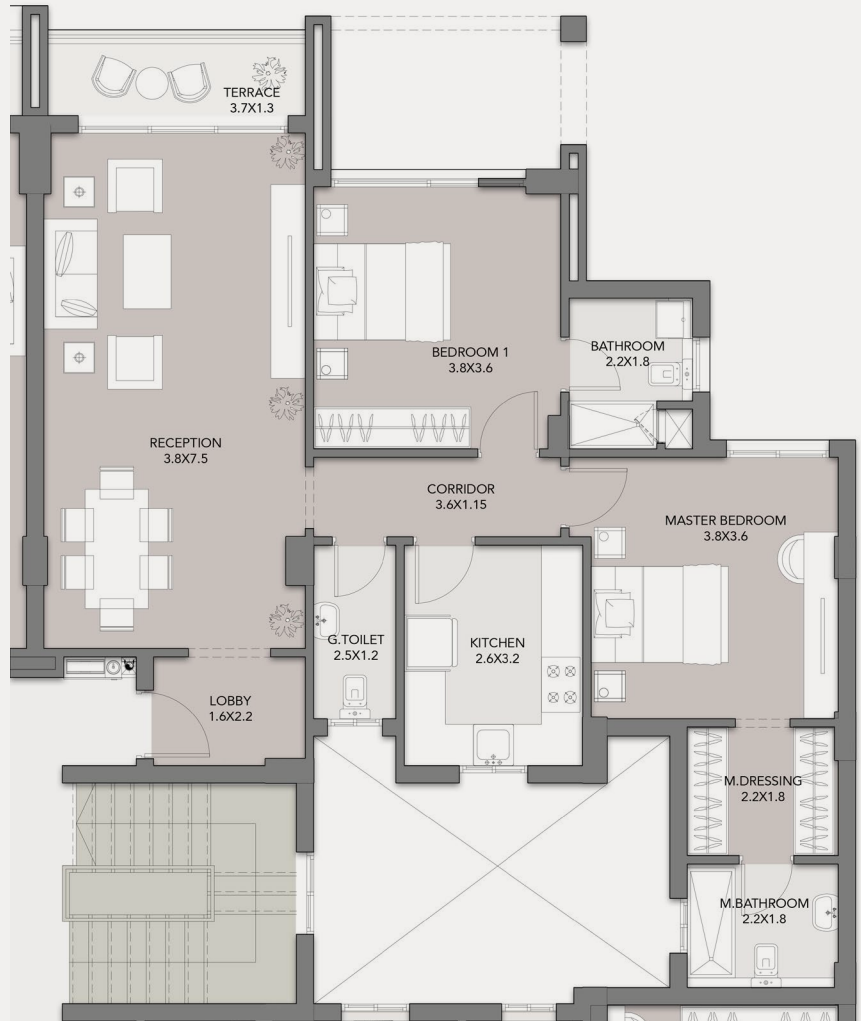 TERRACE
3.7X1.3
BEDROOM 1
3.8X3.6
BATHROOM
2.2X1.8
RECEPTION
3.8X7.5
CORRIDOR
3.6X1.15
MASTER BEDROOM
3.8X3.6
G.TOILET
2.5X1.2
KITCHEN
2.6X3.2
LOBBY
1.6X2.2
M.DRESSING
2.2X1.8
M.BATHROOM
2.2X1.8